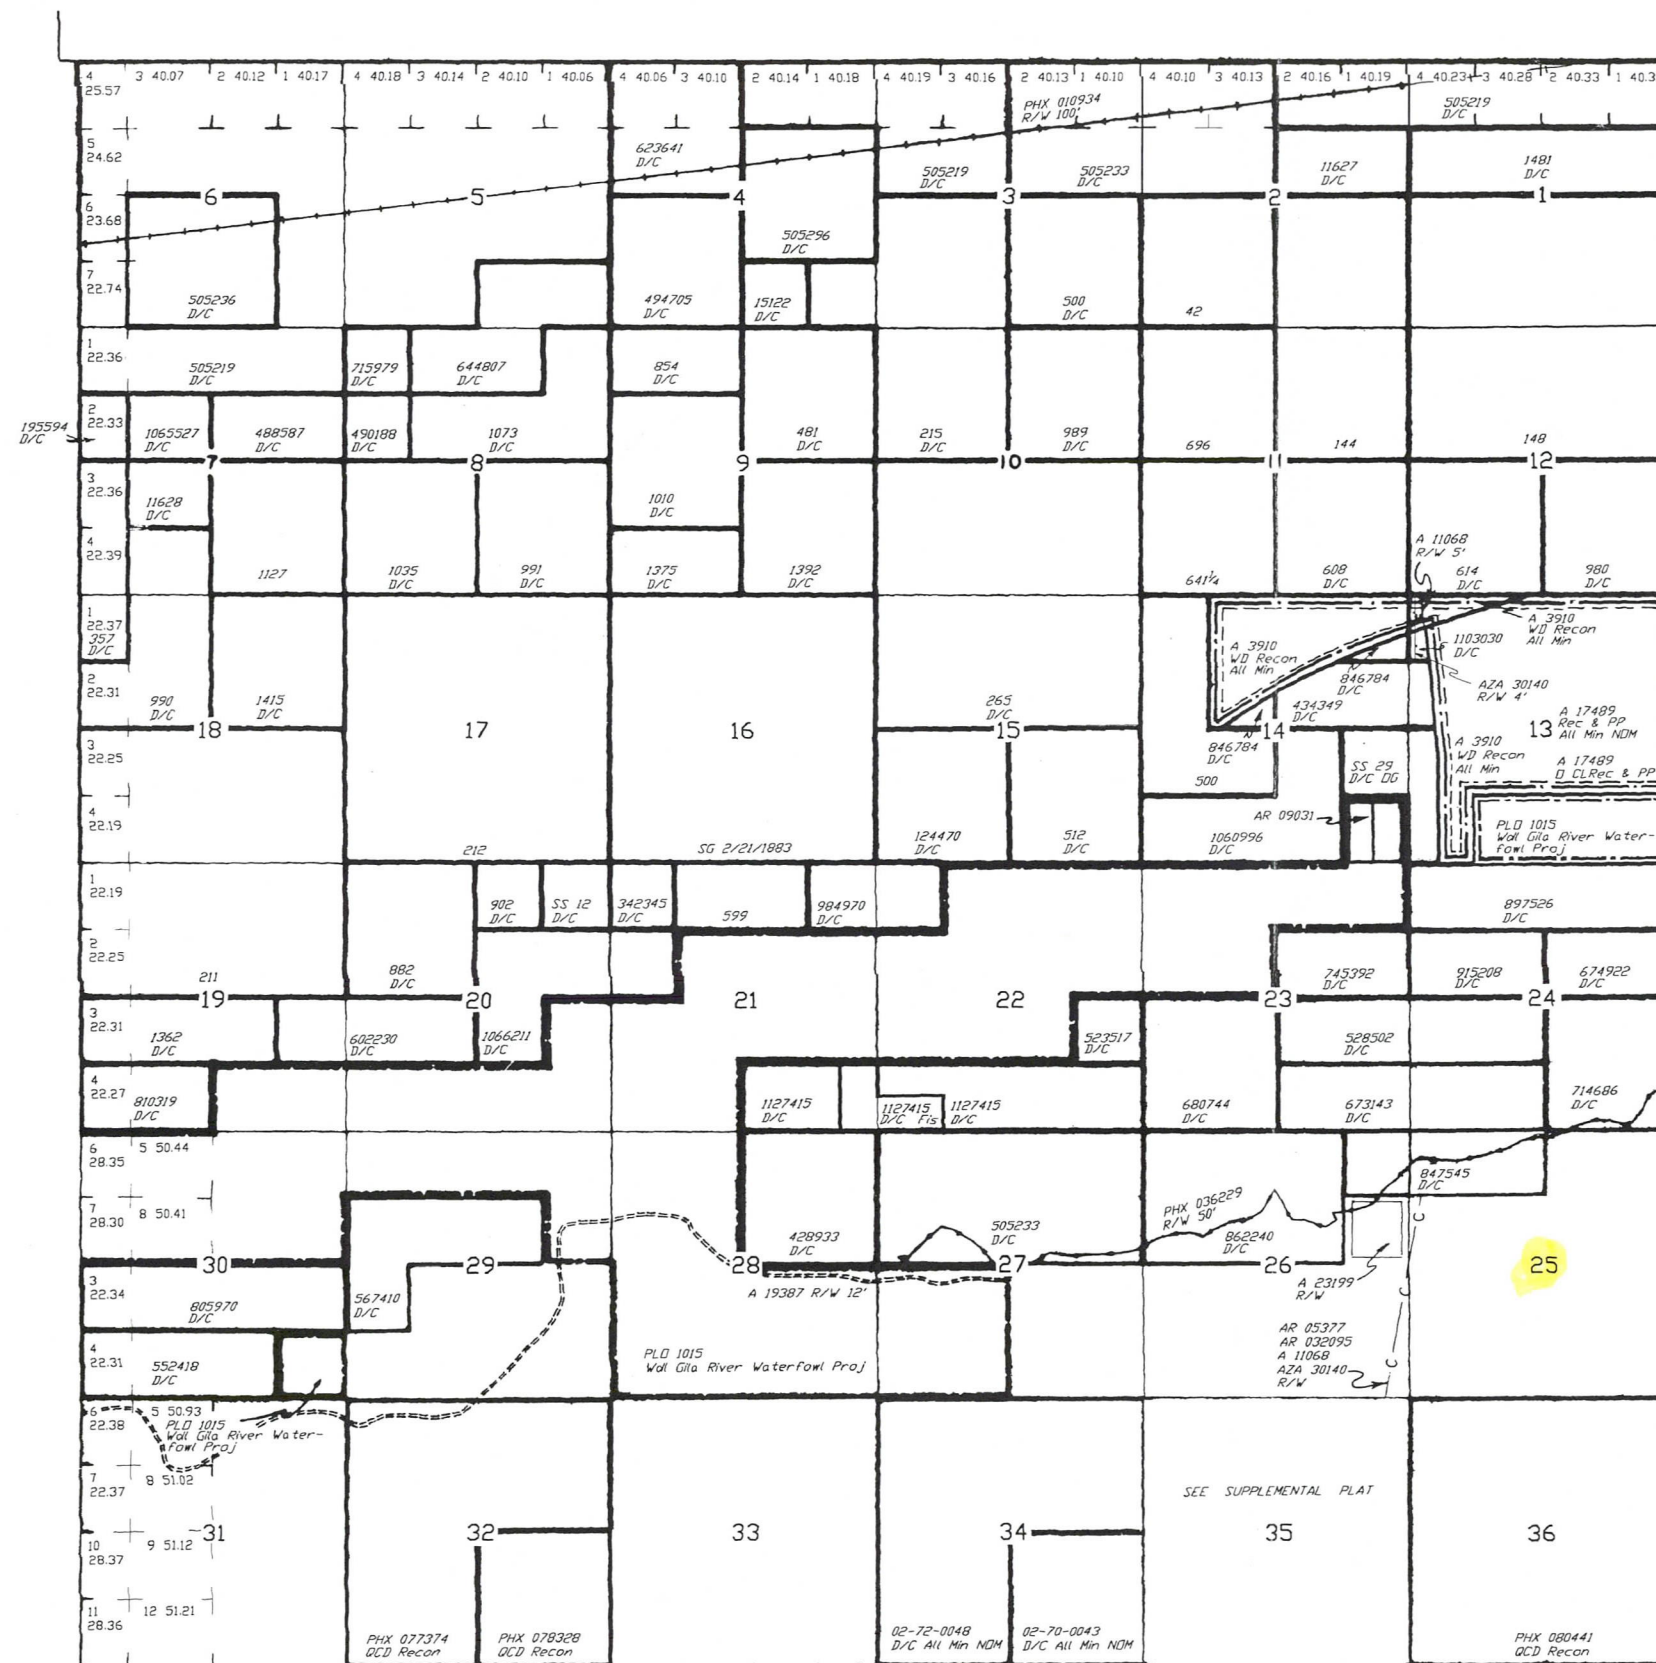 4 3 40.07 2 40.12 1 40.17 4 40.18 3 40.14 2 40.10 1 40.06 4 40.06 3 40.10 2 40.14 1 40.18 4 40.19 3 40.16 2 40.13 1 40.10 4 40.10 3 40.13 2 40.16 1 40.19 4 40.23 3 40.28 2 40.33 1 40.3
25.57
PHX 010934
R/W 100'
505219
D/C
5
24.62
623641
D/C
505219
D/C
505233
D/C
11627
D/C
1481
D/C
6 5 4 3 2 1
6
23.68
505296
D/C
7
22.74
505236
D/C
494705
D/C
15122
D/C
500
D/C
42
1
22.36
505219
D/C
715979
D/C
644807
D/C
854
D/C
2
22.33
195594
D/C
1065527
D/C
488587
D/C
490188
D/C
1073
D/C
481
D/C
215
D/C
989
D/C
696
144
148
7 8 9 10 11 12
3
22.36
11628
D/C
1010
D/C
4
22.39
1127
1035
D/C
991
D/C
1375
D/C
1392
D/C
641¼
608
D/C
A 11068
R/W 5'
614
D/C
980
D/C
1
22.37
357
D/C
A 3910
WD Recon
All Min
A 3910
WD Recon
All Min
1103030
D/C
846784
D/C
AZA 30140
R/W 4'
2
22.31
990
D/C
1415
D/C
265
D/C
434349
D/C
A 17489
Rec & PP
All Min NOM
18 17 16 15 14 13
3
22.25
846784
D/C
500
SS 29
D/C OG
A 3910
WD Recon
All Min
A 17489
O CLRec & PP
4
22.19
AR 09031
212
SG 2/21/1883
124470
D/C
512
D/C
1060996
D/C
PLO 1015
Wdl Gila River Water-
fowl Proj
1
22.19
902
D/C
SS 12
D/C
342345
D/C
599
984970
D/C
897526
D/C
2
22.25
211
882
D/C
745392
D/C
915208
D/C
674922
D/C
19 20 21 22 23 24
3
22.31
1362
D/C
602230
D/C
1066211
D/C
523517
D/C
528502
D/C
4
22.27
810319
D/C
1127415
D/C
1127415
D/C Fis
1127415
D/C
680744
D/C
673143
D/C
714686
D/C
6
28.35
5 50.44
847545
D/C
7
28.30
8 50.41
428933
D/C
505233
D/C
PHX 036229
R/W 50'
862240
D/C
30 29 28 27 26 25
3
22.34
805970
D/C
567410
D/C
A 19387 R/W 12'
A 23199
R/W
C
C
4
22.31
552418
D/C
PLO 1015
Wdl Gila River Waterfowl Proj
AR 05377
AR 032095
A 11068
AZA 30140
R/W
C
6
22.38
5 50.93
PLO 1015
Wdl Gila River Water-
fowl Proj
7
22.37
8 51.02
SEE SUPPLEMENTAL PLAT
31 32 33 34 35 36
10
28.37
9 51.12
11
28.36
12 51.21
PHX 077374
QCD Recon
PHX 078328
QCD Recon
02-72-0048
D/C All Min NOM
02-70-0043
D/C All Min NOM
PHX 080441
QCD Recon